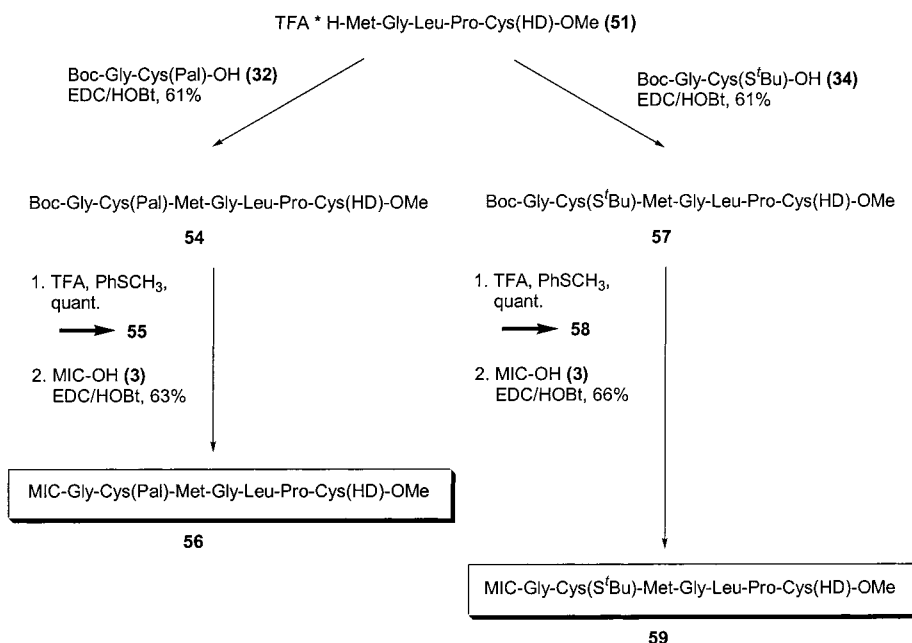 TFA * H-Met-Gly-Leu-Pro-Cys(HD)-OMe (51)
Boc-Gly-Cys(Pal)-OH (32)
EDC/HOBt, 61%
Boc-Gly-Cys(SᵗBu)-OH (34)
EDC/HOBt, 61%
Boc-Gly-Cys(Pal)-Met-Gly-Leu-Pro-Cys(HD)-OMe
54
Boc-Gly-Cys(SᵗBu)-Met-Gly-Leu-Pro-Cys(HD)-OMe
57
1. TFA, PhSCH₃,
quant.
55
2. MIC-OH (3)
EDC/HOBt, 63%
1. TFA, PhSCH₃,
quant.
58
2. MIC-OH (3)
EDC/HOBt, 66%
MIC-Gly-Cys(Pal)-Met-Gly-Leu-Pro-Cys(HD)-OMe
56
MIC-Gly-Cys(SᵗBu)-Met-Gly-Leu-Pro-Cys(HD)-OMe
59